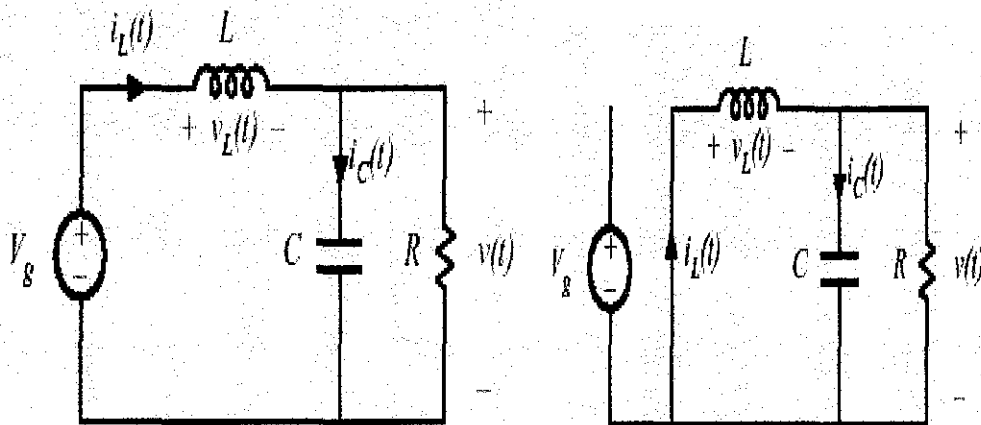 i_L(t)
L
+ v_L(t) −
+
i_C(t)
V_g
+
−
C
R
v(t)
−
L
+ v_L(t) −
+
i_C(t)
V_g
+
−
i_L(t)
C
R
v(t)
−